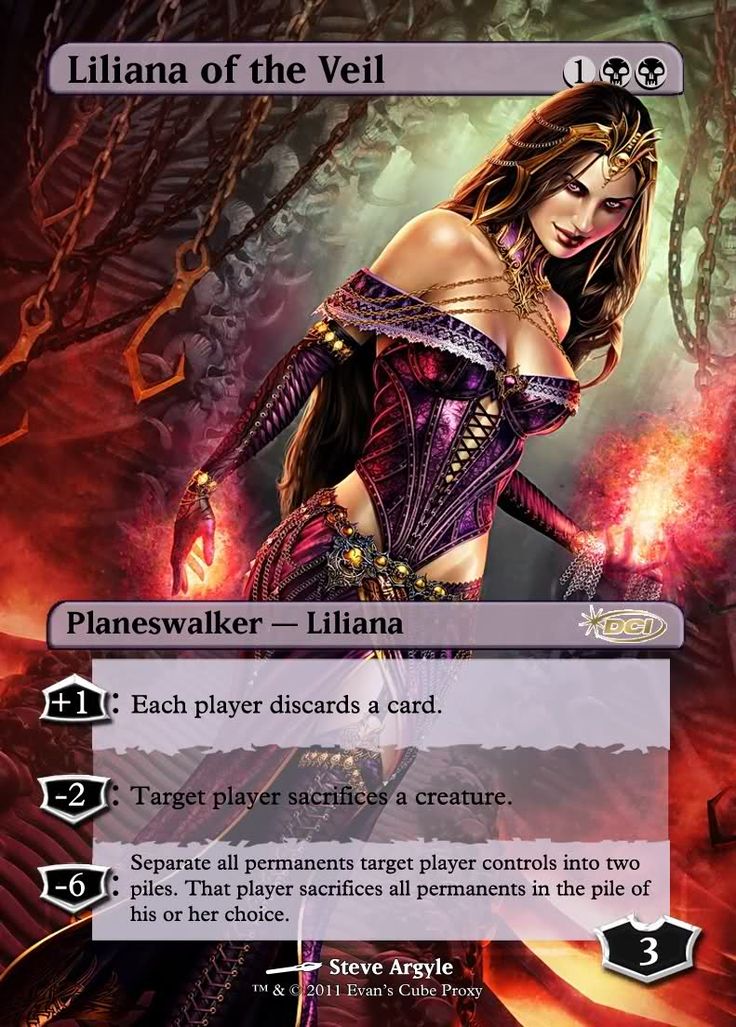 Liliana of the Veil 1
Planeswalker — Liliana DCI
+1: Each player discards a card.
-2: Target player sacrifices a creature.
-6: Separate all permanents target player controls into two
piles. That player sacrifices all permanents in the pile of
his or her choice.
3
Steve Argyle
™ & © 2011 Evan's Cube Proxy